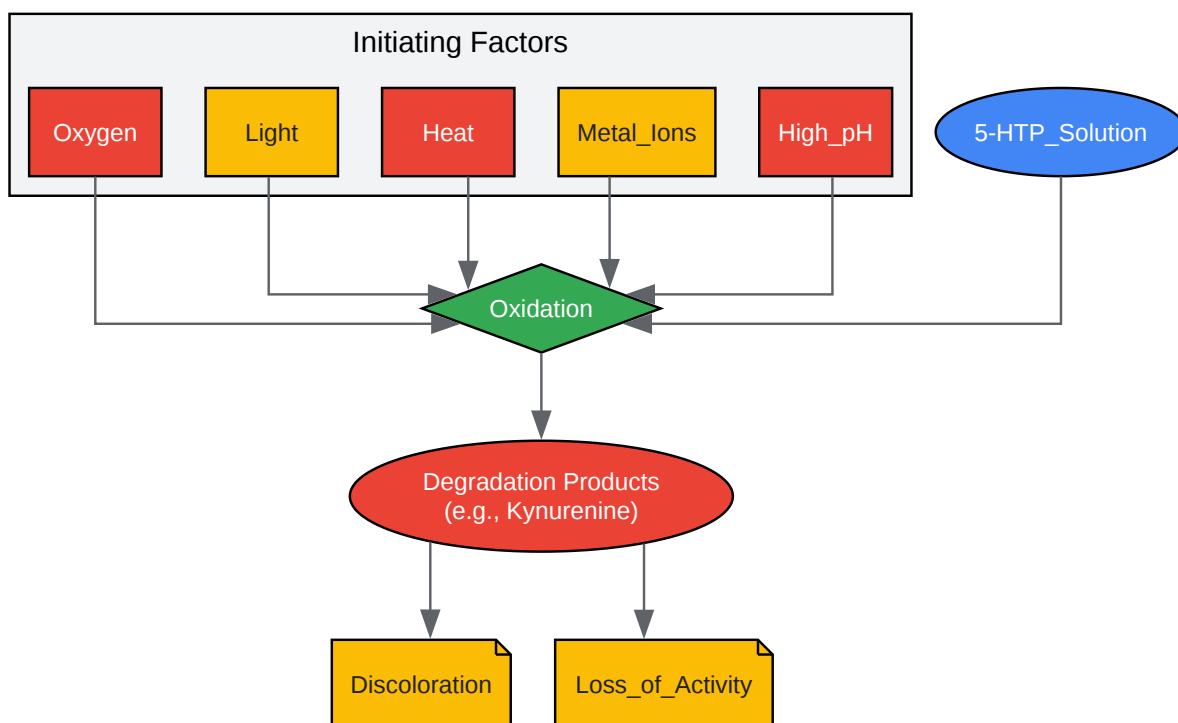 Initiating Factors
Oxygen
Light
Heat
Metal_Ions
High_pH
5-HTP_Solution
Oxidation
Degradation Products
(e.g., Kynurenine)
Discoloration
Loss_of_Activity